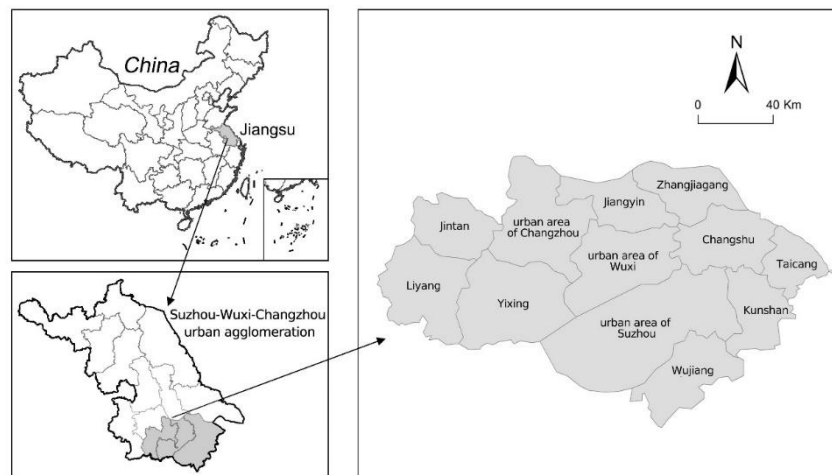 China
Jiangsu
Suzhou-Wuxi-Changzhou
urban agglomeration
N
0 40 Km
Zhangjiagang
Jiangyin
Jintan
urban area
of Changzhou
Changshu
urban area of
Wuxi
Taicang
Liyang
Yixing
Kunshan
urban area of
Suzhou
Wujiang